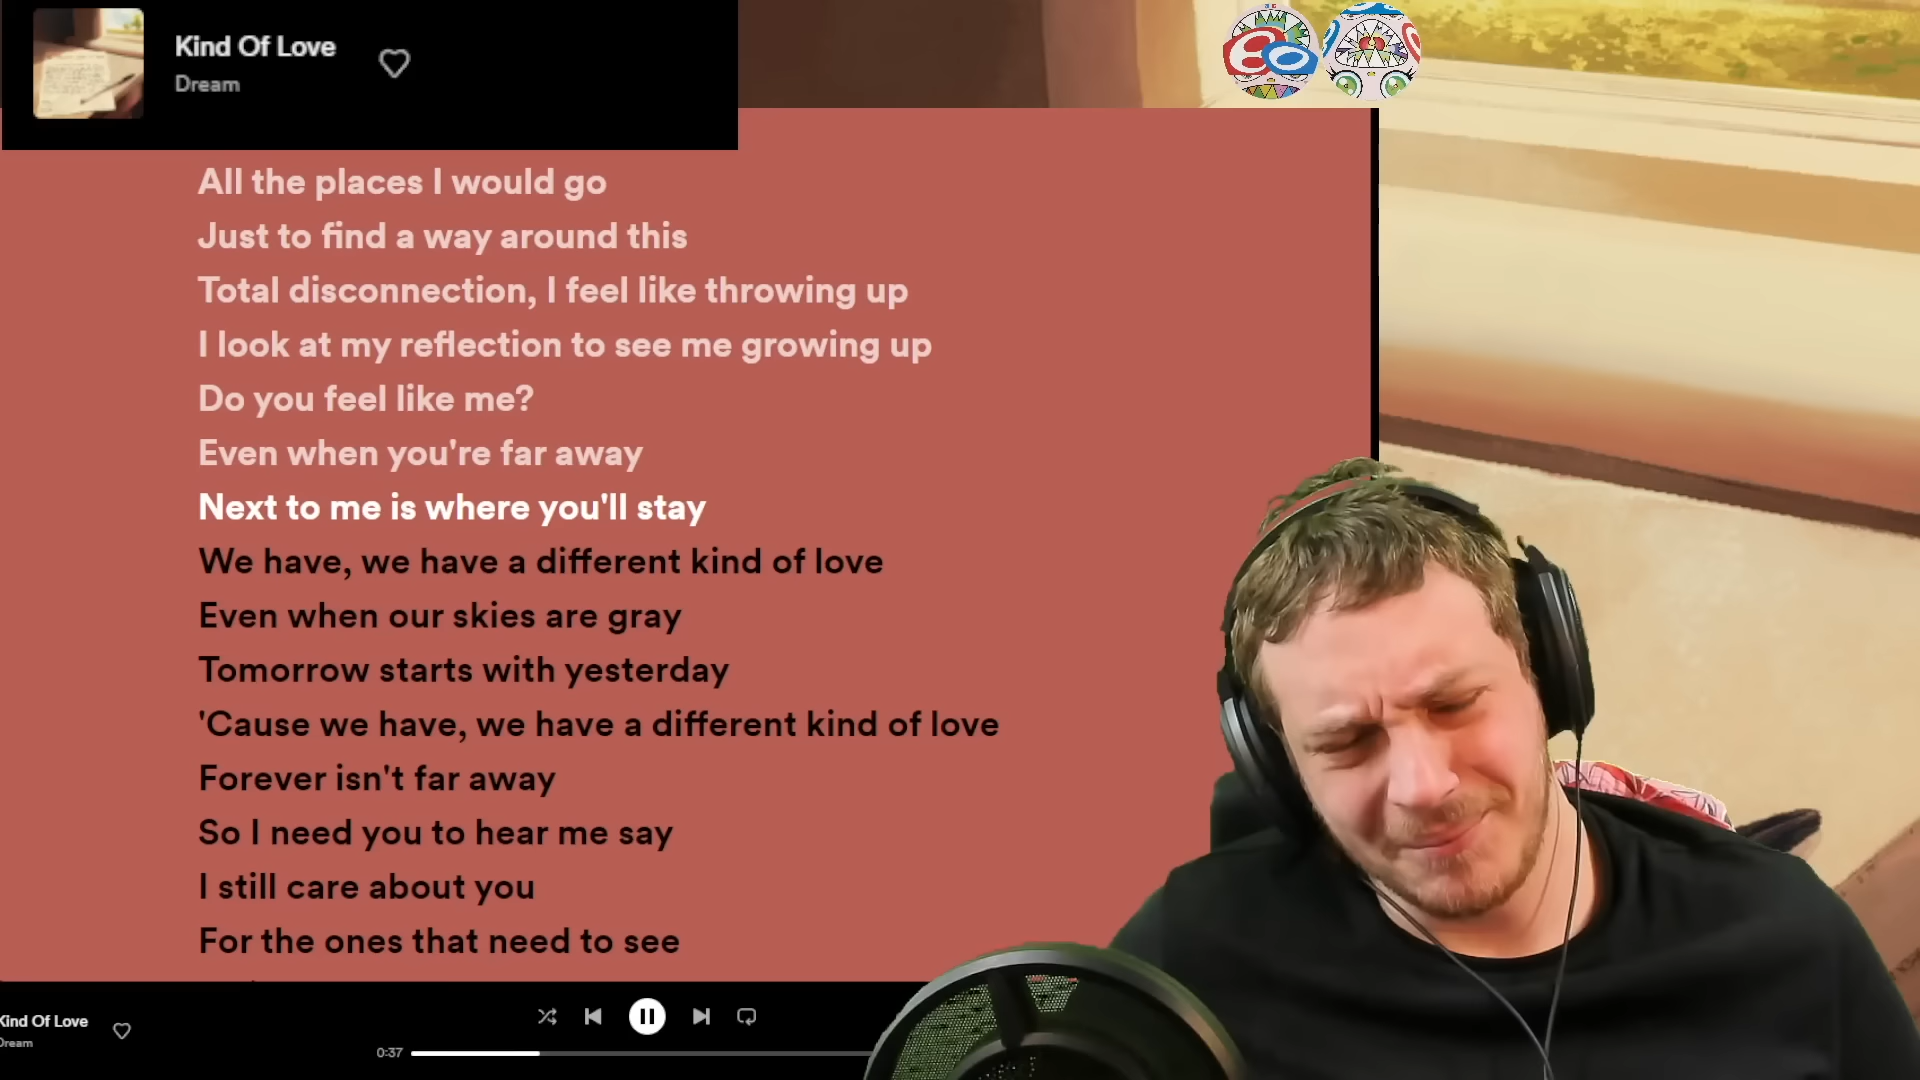 Kind Of Love
Dream
All the places I would go
Just to find a way around this
Total disconnection, I feel like throwing up
I look at my reflection to see me growing up
Do you feel like me?
Even when you're far away
Next to me is where you'll stay
We have, we have a different kind of love
Even when our skies are gray
Tomorrow starts with yesterday
'Cause we have, we have a different kind of love
Forever isn't far away
So I need you to hear me say
I still care about you
For the ones that need to see
Kind Of Love
Dream
0:37